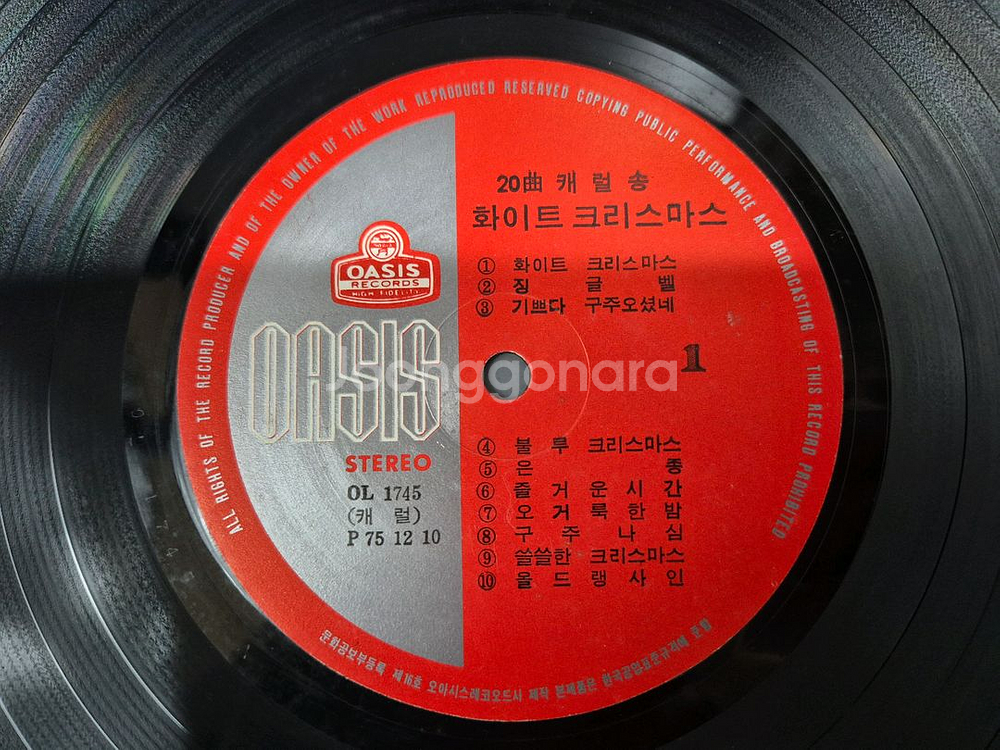 ALL RIGHTS OF THE RECORD PRODUCER AND OF THE OWNER OF THE WORK REPRODUCED RESERVED COPYING PUBLIC PERFORMANCE AND BROADCASTING OF THIS RECORD PROHIBITED
20曲 캐럴송
화이트 크리스마스
① 화이트 크리스마스
② 징글벨
③ 기쁘다 구주오셨네
OASIS
RECORDS
HIGH FIDELITY
OASIS
Jsonggonara
1
STEREO
OL 1745
(캐럴)
P 75 12 10
④ 불루 크리스마스
⑤ 은종
⑥ 즐거운시간
⑦ 오거룩한밤
⑧ 구주나심
⑨ 쓸쓸한 크리스마스
⑩ 올드랭사인
문화공보부등록 제16호 오아시스레코오드사 제작 본제품은 한국공업표준규격에 준함